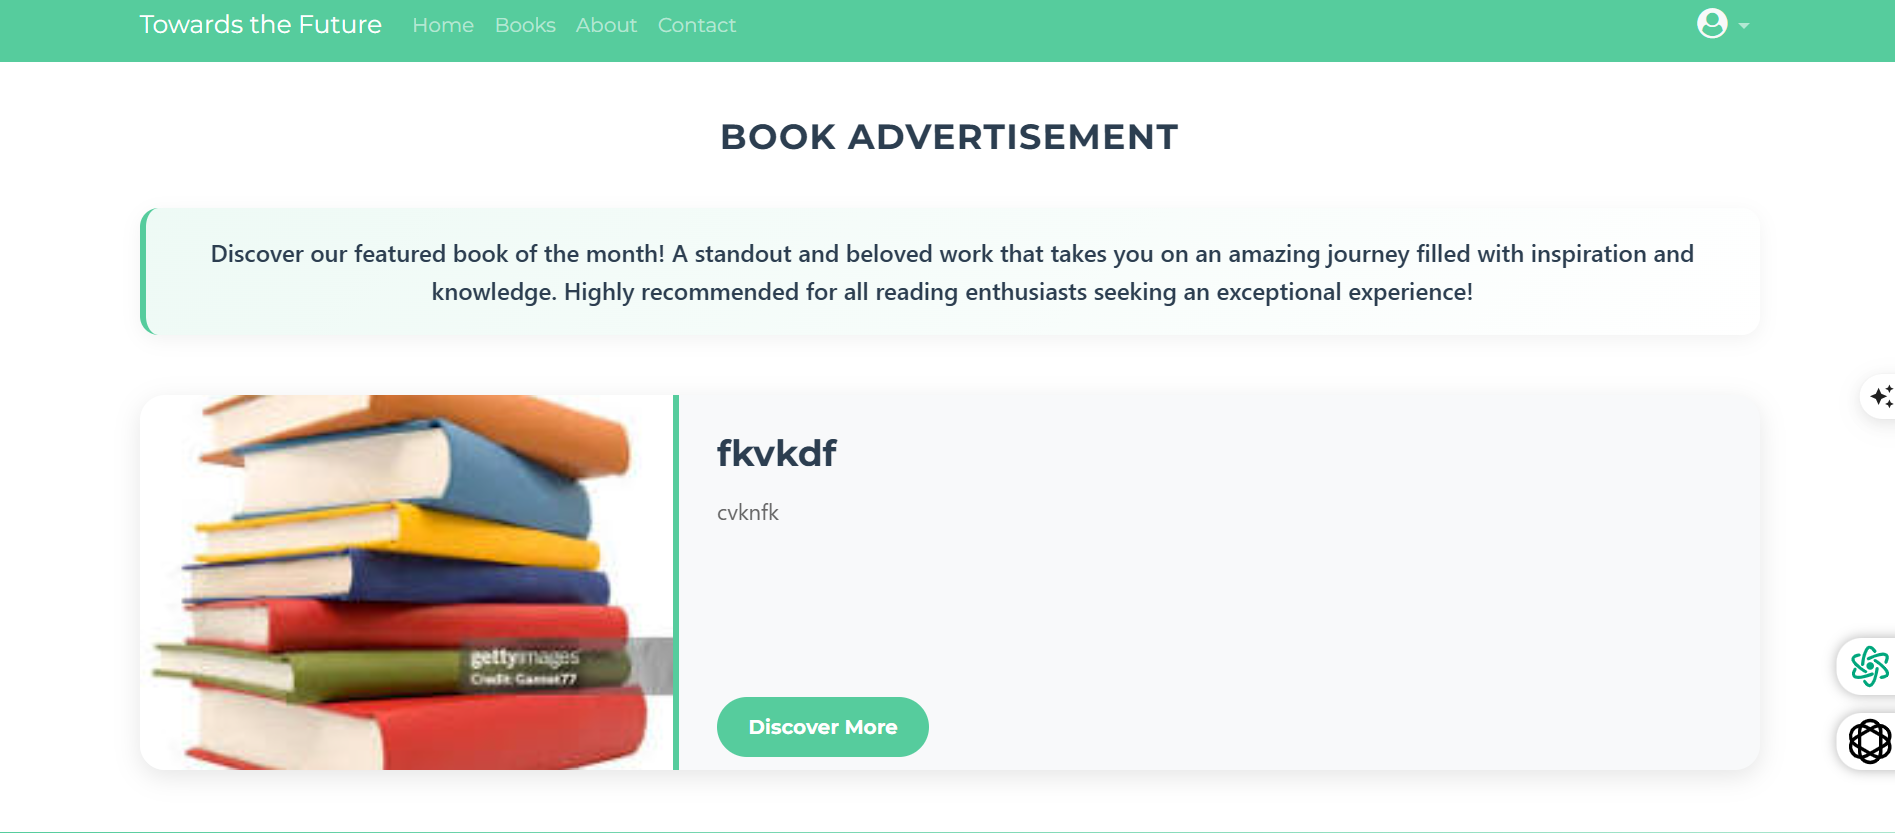 Towards the Future Home Books About Contact
BOOK ADVERTISEMENT
Discover our featured book of the month! A standout and beloved work that takes you on an amazing journey filled with inspiration and
knowledge. Highly recommended for all reading enthusiasts seeking an exceptional experience!
fkvkdf
cvknfk
gettyimages
Credit: Gannet77
Discover More